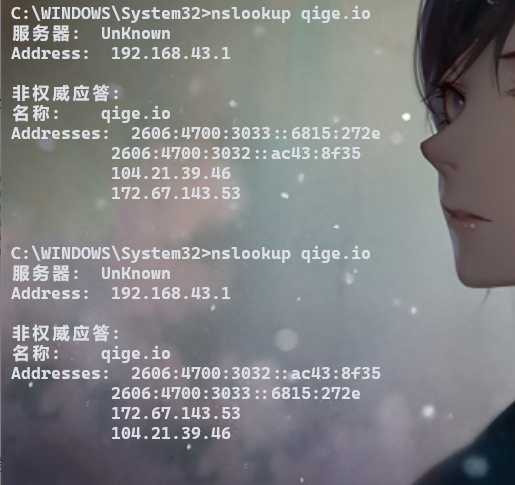 C:\WINDOWS\System32>nslookup qige.io
服务器:  UnKnown
Address:  192.168.43.1
非权威应答:
名称:    qige.io
Addresses:  2606:4700:3033::6815:272e
          2606:4700:3032::ac43:8f35
          104.21.39.46
          172.67.143.53
C:\WINDOWS\System32>nslookup qige.io
服务器:  UnKnown
Address:  192.168.43.1
非权威应答:
名称:    qige.io
Addresses:  2606:4700:3032::ac43:8f35
          2606:4700:3033::6815:272e
          172.67.143.53
          104.21.39.46